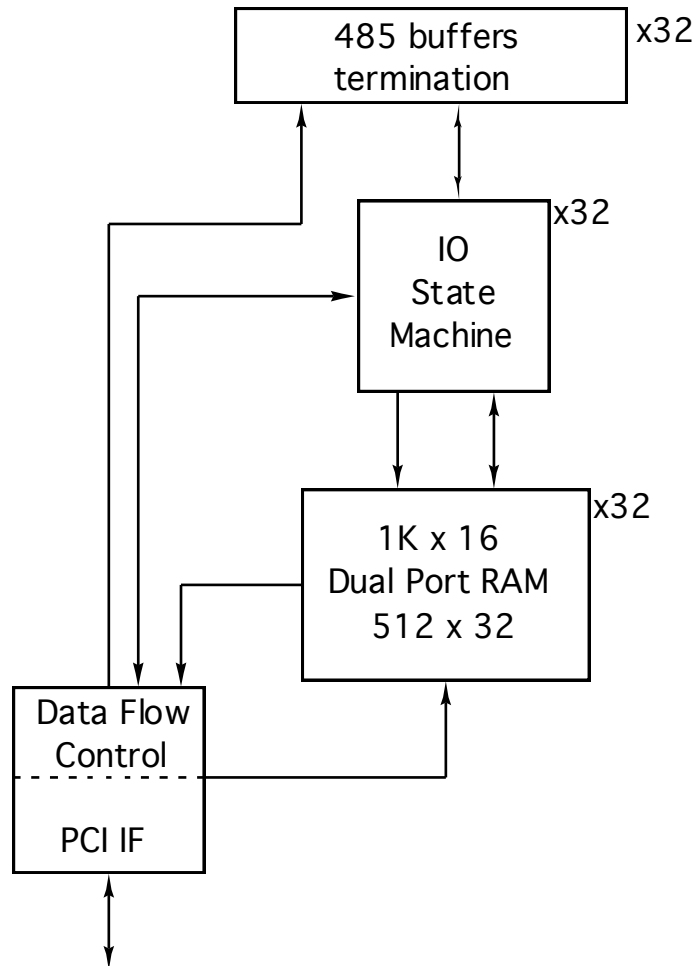 485 buffers
termination
x32
IO
State
Machine
x32
1K x 16
Dual Port RAM
512 x 32
x32
Data Flow
Control
PCI IF